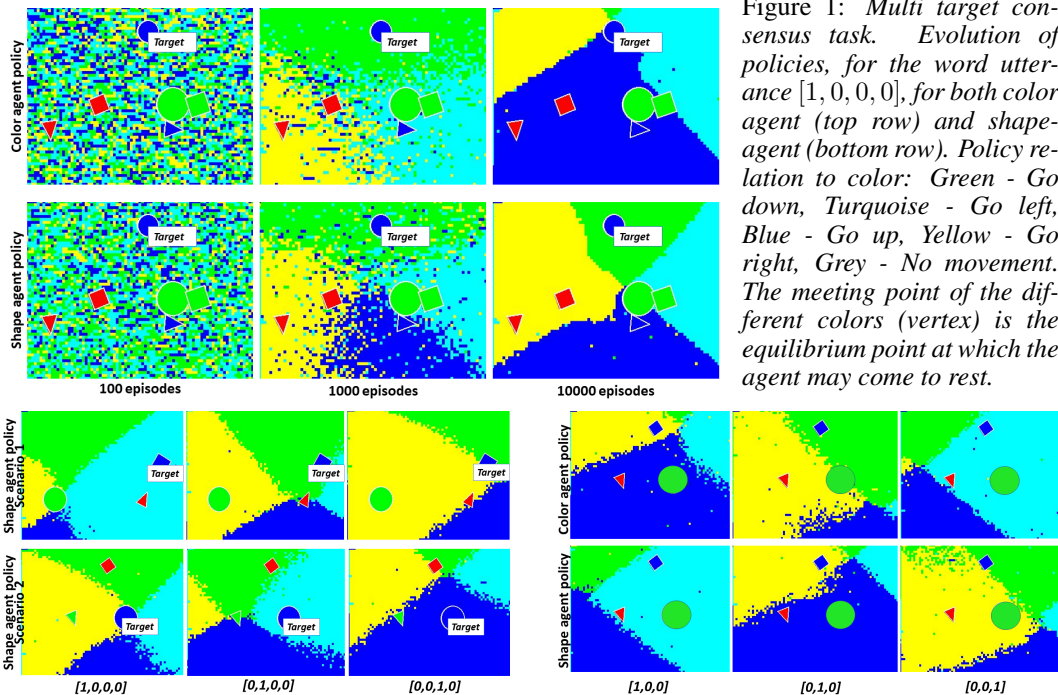 Color agent policy
Target
Target
Target
Shape agent policy
Target
Target
Target
100 episodes
1000 episodes
10000 episodes
Figure 1: Multi target con-
sensus task. Evolution of
policies, for the word utter-
ance [1, 0, 0, 0], for both color
agent (top row) and shape-
agent (bottom row). Policy re-
lation to color: Green - Go
down, Turquoise - Go left,
Blue - Go up, Yellow - Go
right, Grey - No movement.
The meeting point of the dif-
ferent colors (vertex) is the
equilibrium point at which the
agent may come to rest.
Shape agent policy
Scenario 1
Target
Target
Target
Shape agent policy
Scenario 2
Target
Target
Target
[1,0,0,0]
[0,1,0,0]
[0,0,1,0]
Color agent policy
Shape agent policy
[1,0,0]
[0,1,0]
[0,0,1]